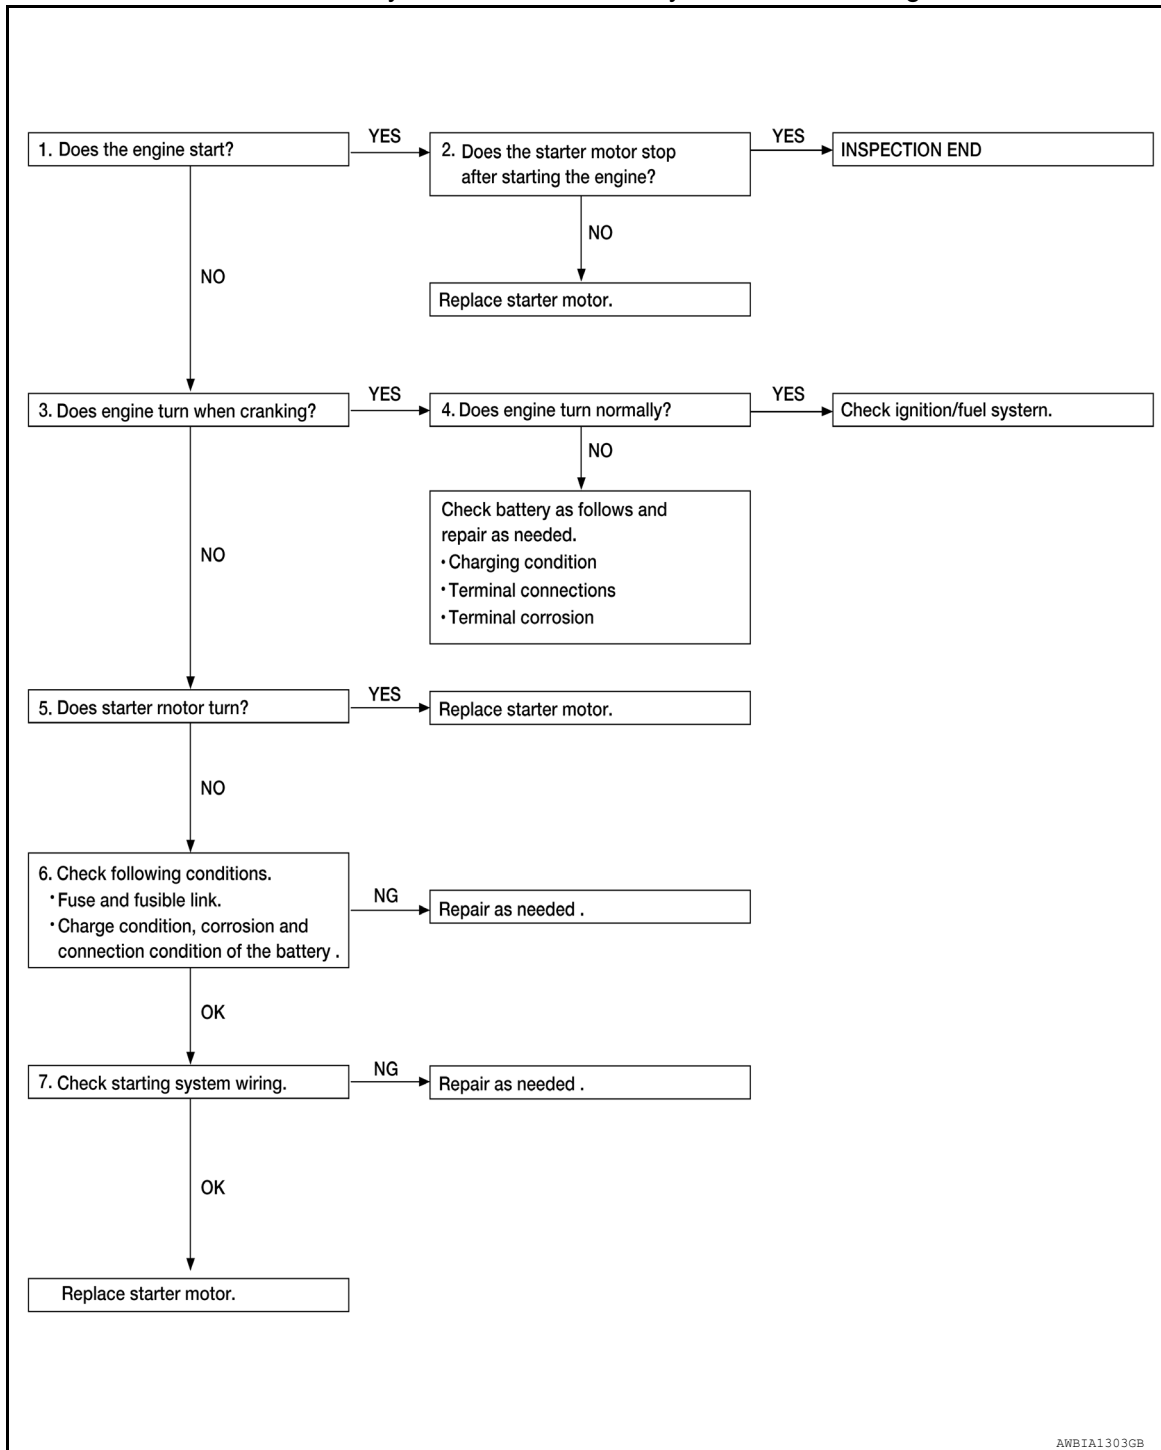 1. Does the engine start?
YES
2. Does the starter motor stop
after starting the engine?
YES
INSPECTION END
NO
Replace starter motor.
NO
3. Does engine turn when cranking?
YES
4. Does engine turn normally?
YES
Check ignition/fuel systern.
NO
Check battery as follows and
repair as needed.
• Charging condition
• Terminal connections
• Terminal corrosion
NO
5. Does starter rnotor turn?
YES
Replace starter motor.
NO
6. Check following conditions.
• Fuse and fusible link.
• Charge condition, corrosion and
connection condition of the battery .
NG
Repair as needed .
OK
7. Check starting system wiring.
NG
Repair as needed .
OK
Replace starter motor.
AWBIA1303GB